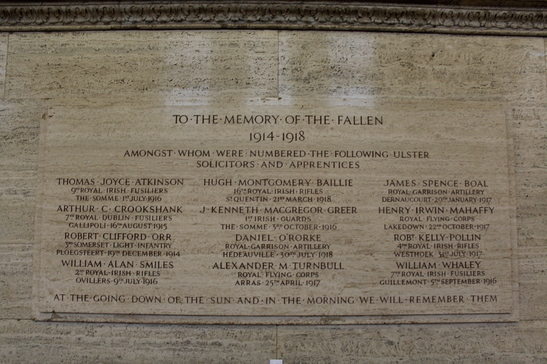 TO·THE·MEMORY·OF·THE·FALLEN
1914-1918
AMONGST·WHOM·WERE·NUMBERED·THE·FOLLOWING·ULSTER
SOLICITORS·AND·APPRENTICES
THOMAS·JOYCE·ATKINSON
9TH ROYAL·IRISH·FUSILIERS
THE SOMME 1ST JULY 1916
ARTHUR·C·CROOKSHANK
7TH ROYAL·DUBLIN·FUSILIERS
GALLIPOLI·16TH AUGUST 1915
ROBERT·CLIFFORD·ORR
3RD SOMERSET·LIGHT·INFANTRY
PLOEGSTEERT·19TH DECEMBER 1914
WILLIAM·ALAN·SMILES
2ND ROYAL·IRISH·RIFLES
OVILLERS·9TH JULY 1916
HUGH·MONTGOMERY·BAILLIE
16TH ROYAL·IRISH·RIFLES
ST QUENTIN·21ST MARCH 1918
J·KENNETH·MACGREGOR·GREER
1ST IRISH·GUARDS
THE SOMME·3RD OCTOBER 1916
DANIEL·O'RORKE
ROYAL·GARRISON·ARTILLERY
HEDEAUVILLE·30TH JULY 1918
ALEXANDER·M·TURNBULL
ROYAL FLYING CORPS
ARRAS·25TH APRIL 1917
JAMES·SPENCE·BOAL
ROYAL GARRISON·ARTILLERY
DERNAUCOURT·29TH JANUARY 1917
HENRY·IRWIN·MAHAFFY
ROYAL FLYING·CORPS
LAKEDOWN·22ND OCTOBER 1917
ROBT KELLY·POLLIN
4TH ROYAL IRISH·RIFLES
WESTHOEK·31ST JULY 1917
WILLIAM·WHALEY
7TH ROYAL·IRISH·FUSILIERS
GUILLEMONT·5TH SEPTEMBER 1916
AT·THE·GOING·DOWN·OF·THE·SUN·AND·IN·THE·MORNING·WE·WILL·REMEMBER THEM